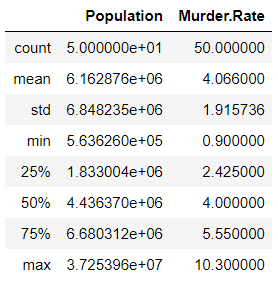 Population Murder.Rate
count 5.000000e+01 50.000000
mean 6.162876e+06 4.066000
std 6.848235e+06 1.915736
min 5.636260e+05 0.900000
25% 1.833004e+06 2.425000
50% 4.436370e+06 4.000000
75% 6.680312e+06 5.550000
max 3.725396e+07 10.300000